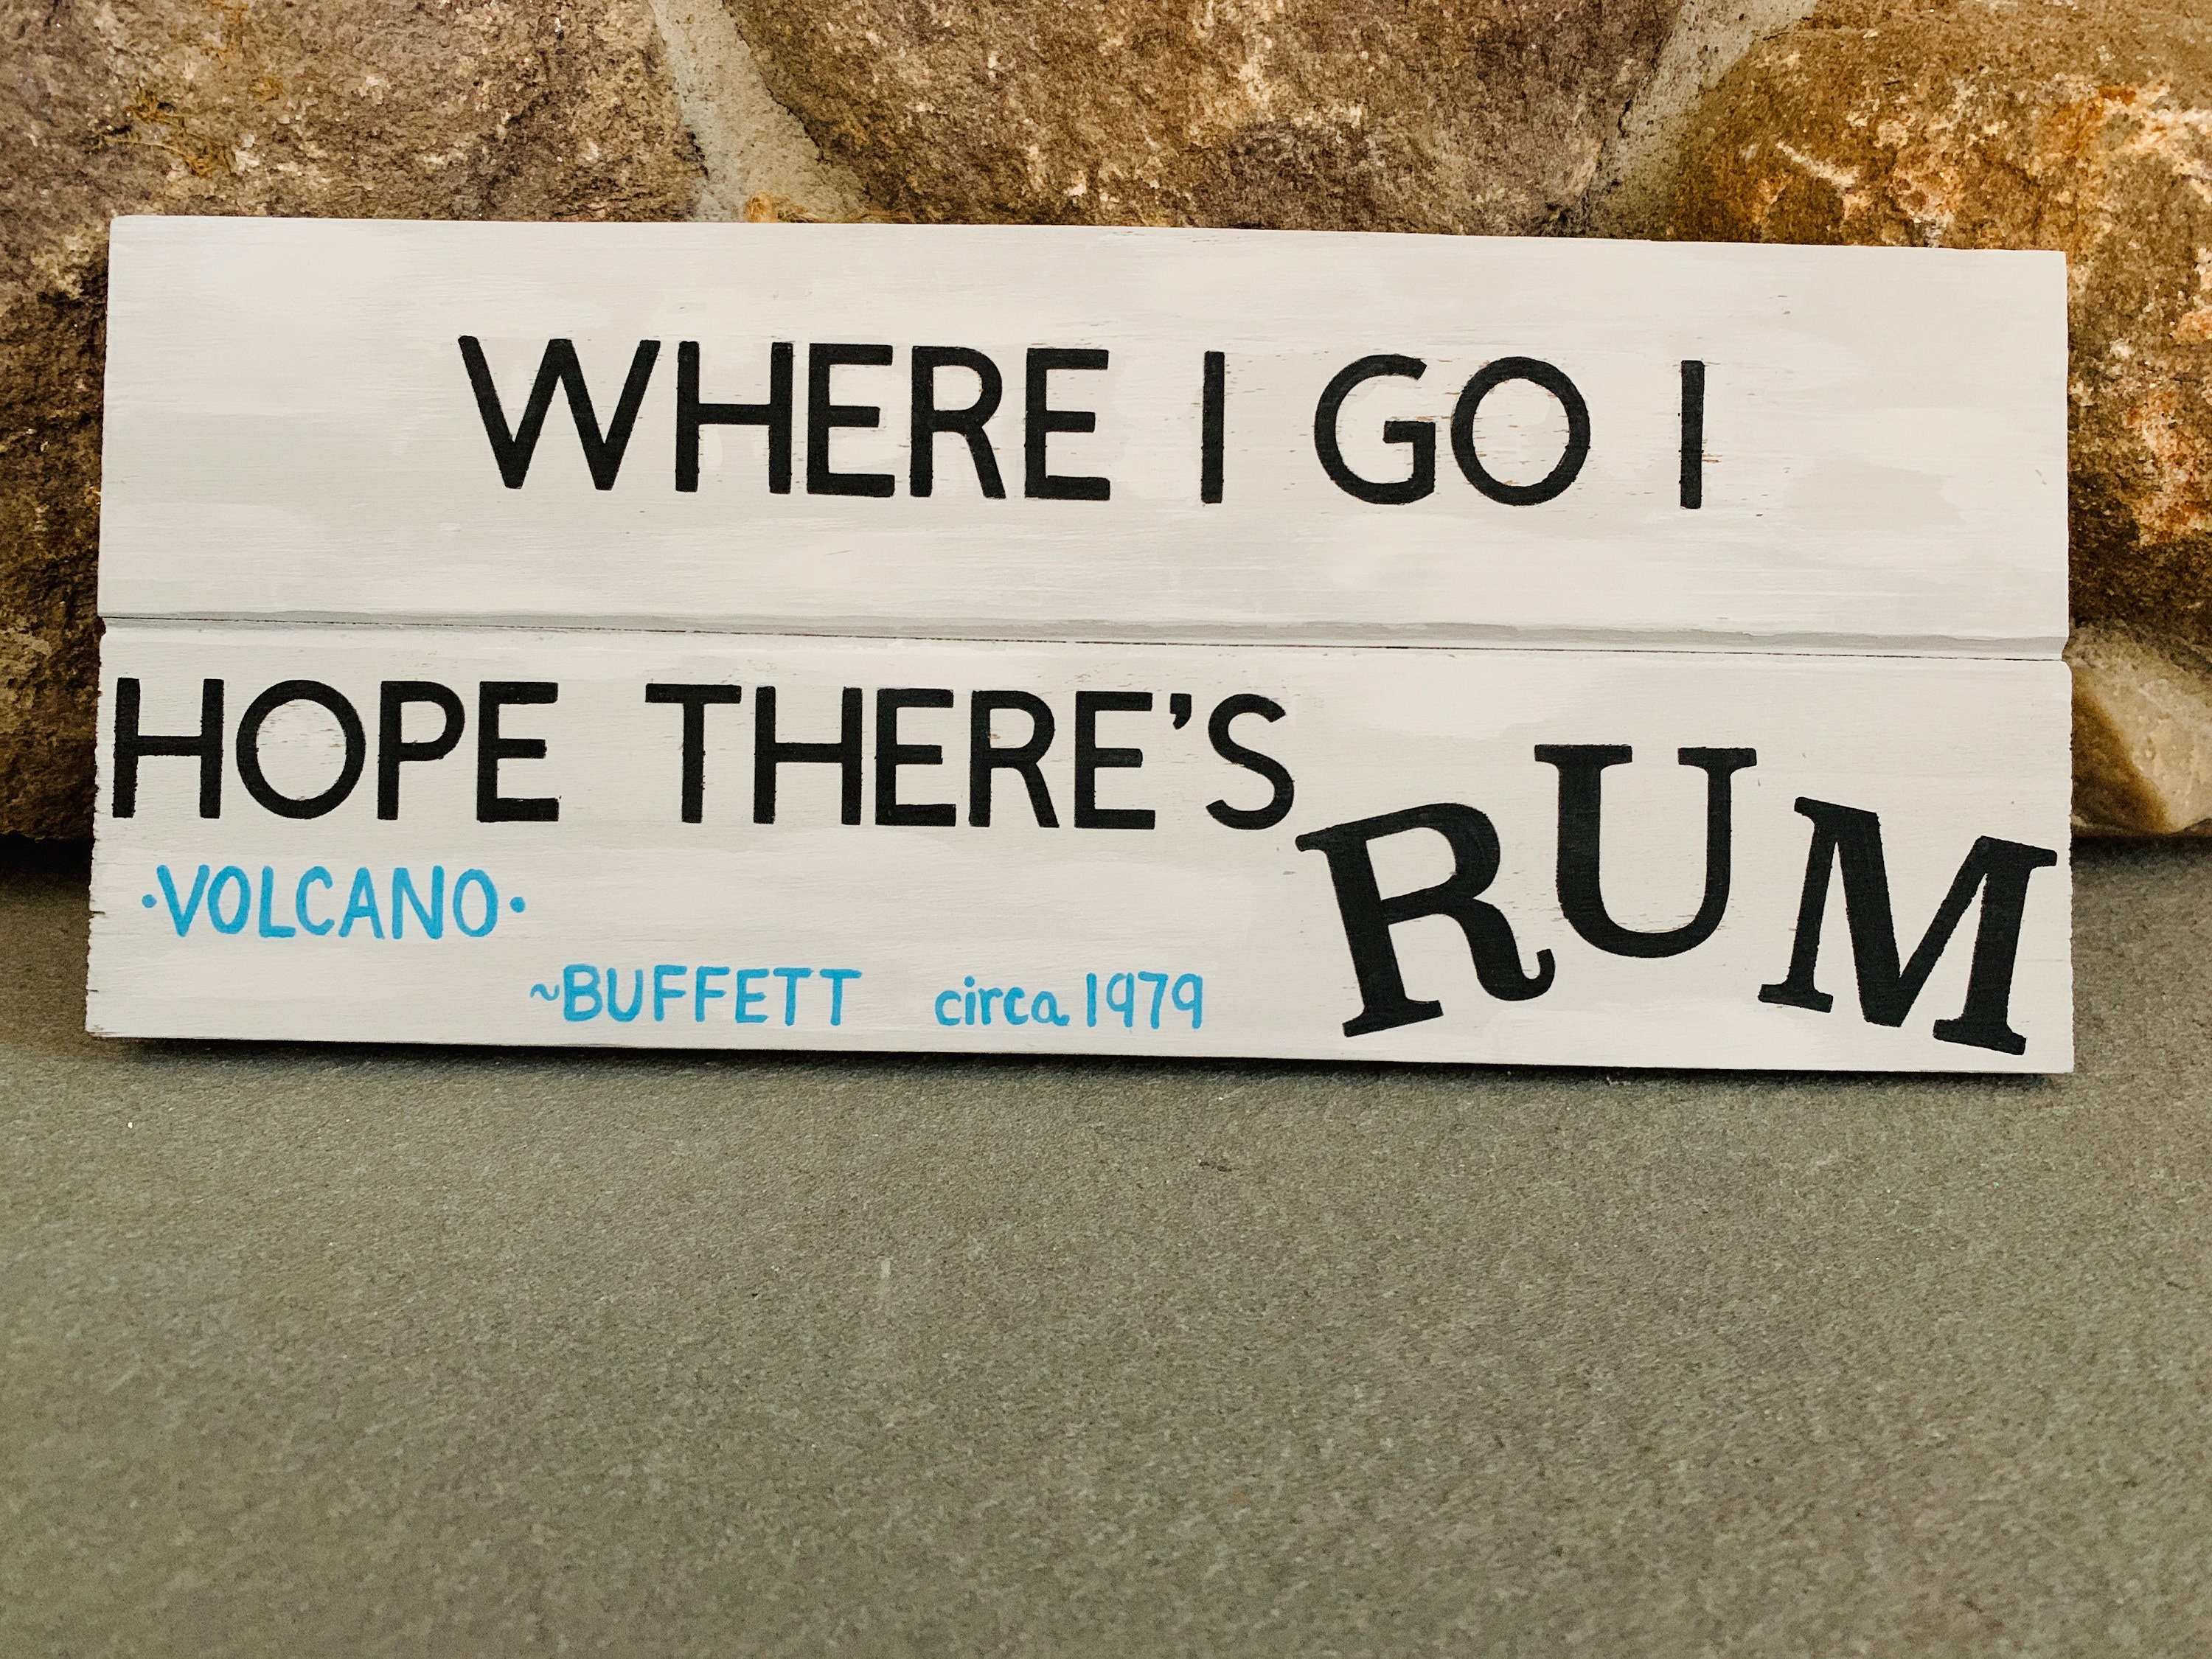 WHERE I GO I
HOPE THERE'S
RUM
·VOLCANO·
~BUFFETT circa 1979